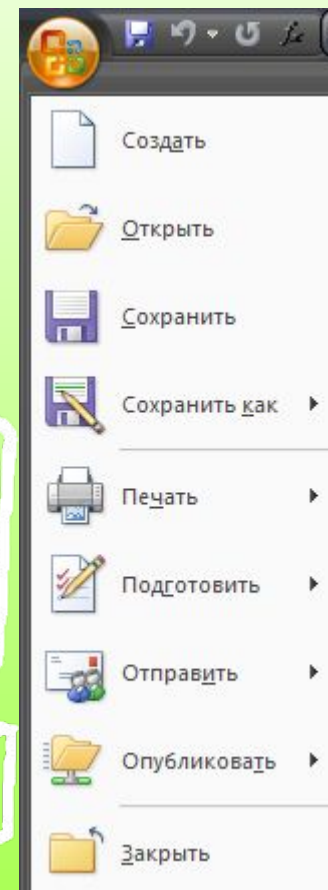 Создать
Открыть
Сохранить
Сохранить как
Печать
Подготовить
Отправить
Опубликовать
Закрыть